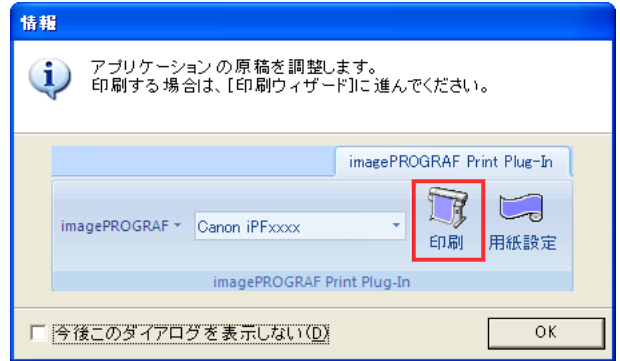 情報
アプリケーションの原稿を調整します。
印刷する場合は、[印刷ウィザード]に進んでください。
imagePROGRAF Print Plug-In
imagePROGRAF
Canon iPFxxxx
印刷
用紙設定
imagePROGRAF Print Plug-In
今後このダイアログを表示しない(D)
OK